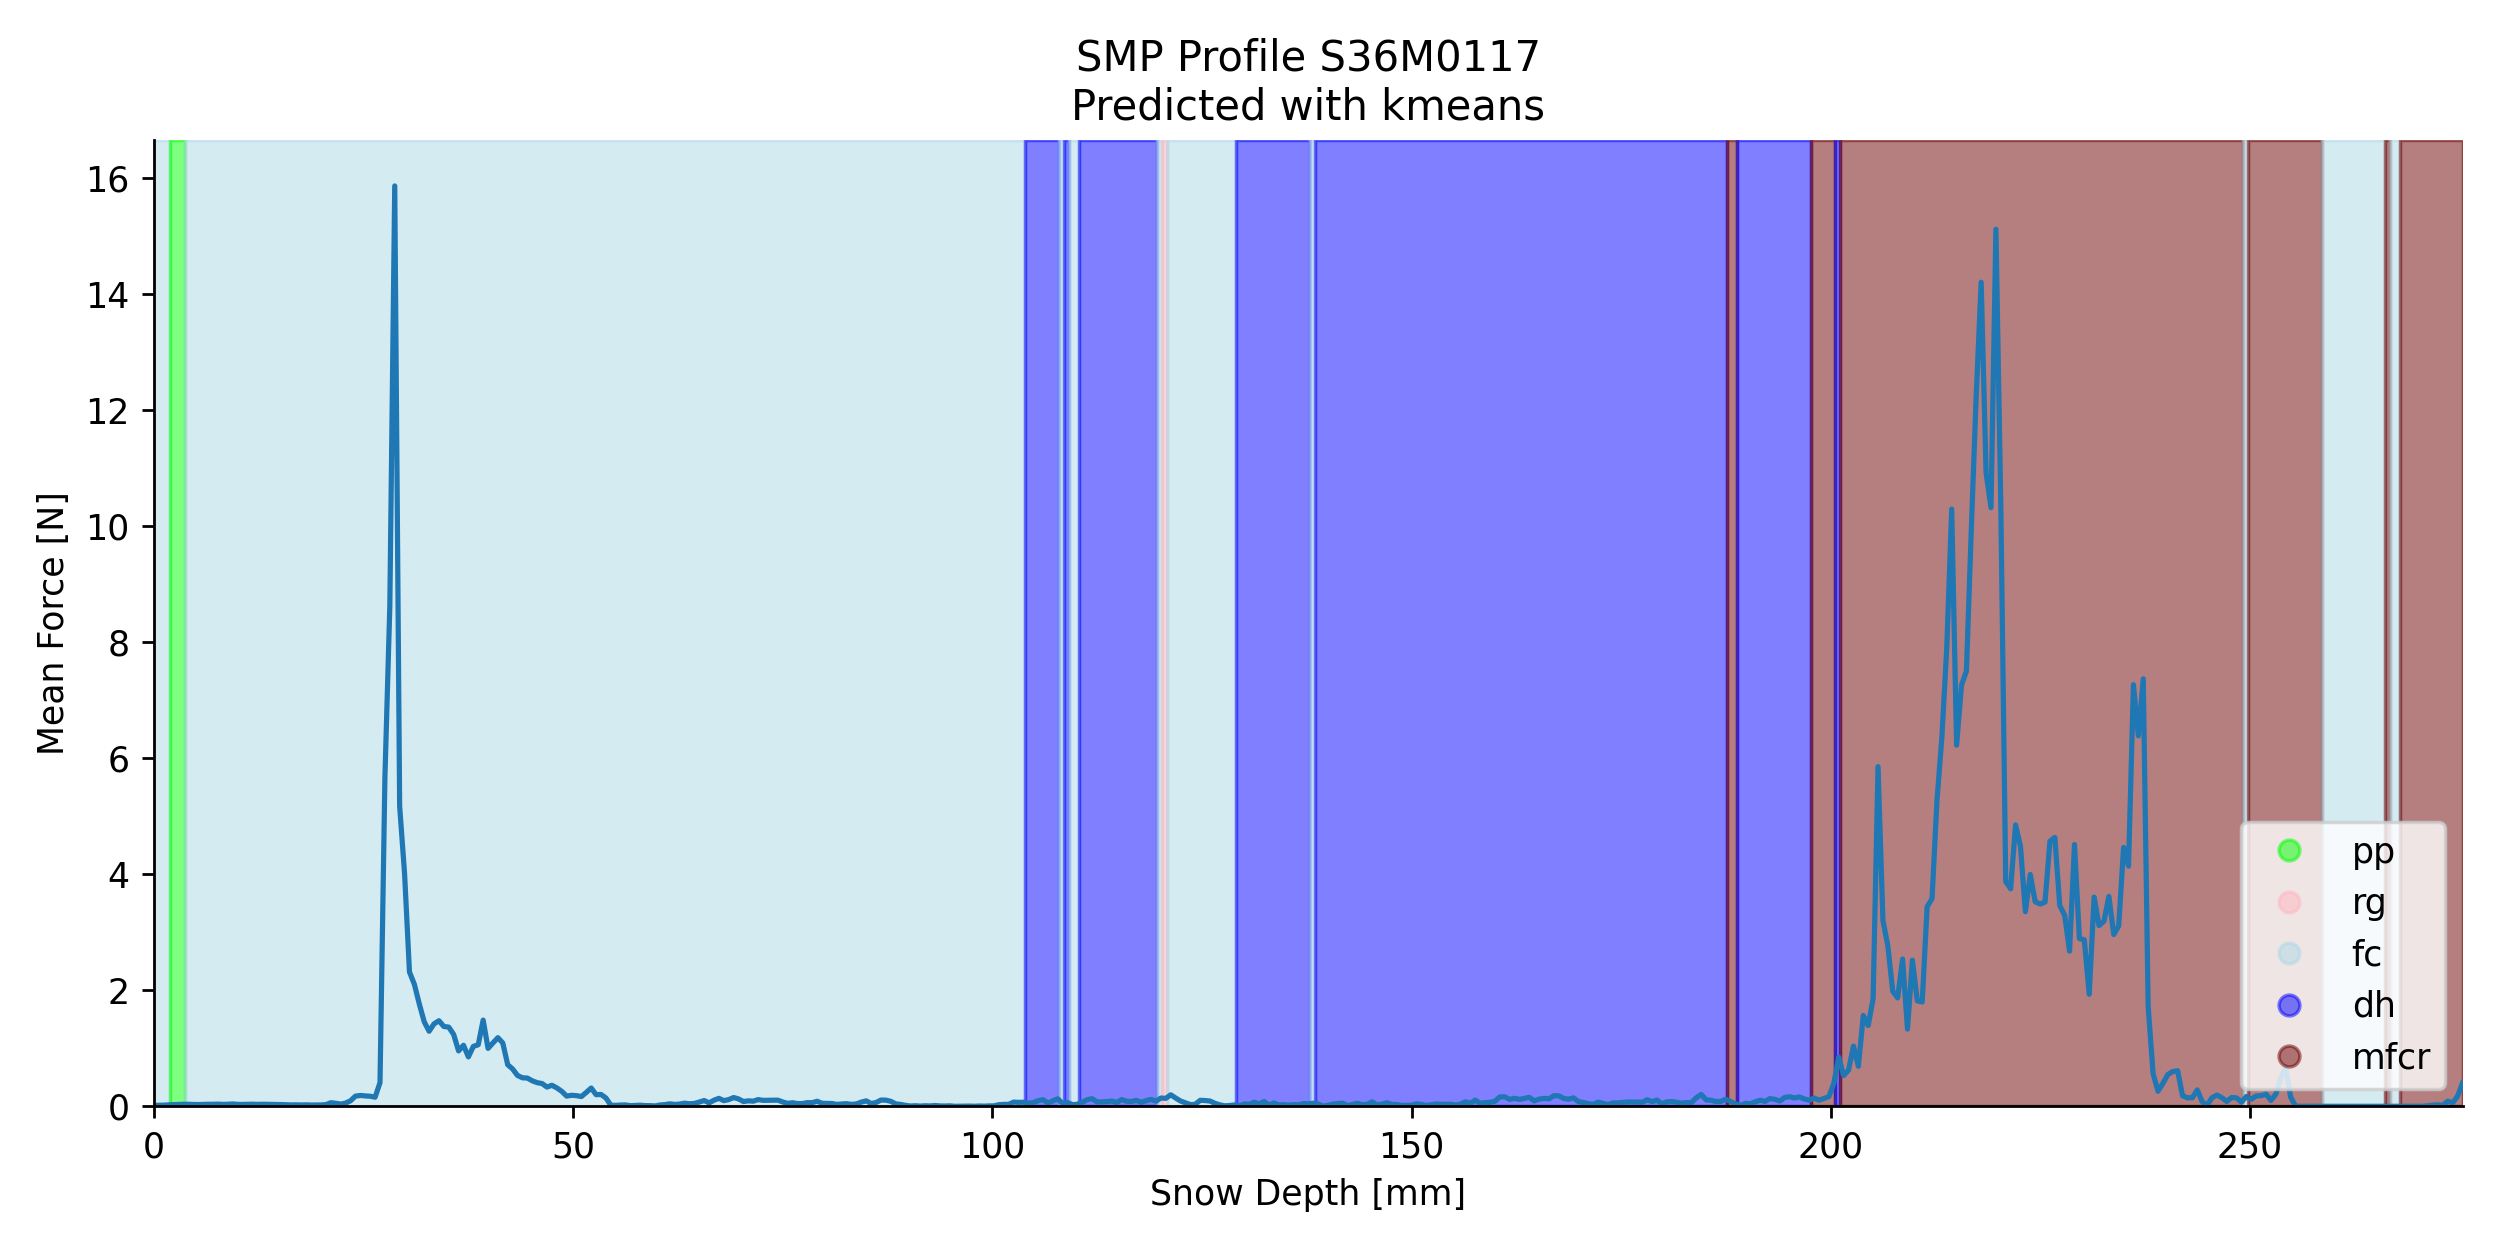 SMP Profile S36M0117
Predicted with kmeans
Mean Force [N]
16
14
12
10
8
6
4
2
0
0 50 100 150 200 250
Snow Depth [mm]
pp
rg
fc
dh
mfcr